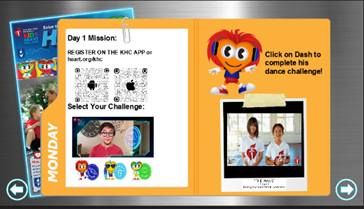 Day 1 Mission:
REGISTER ON THE KHC APP or
heart.org/khc
Select Your Challenge:
MONDAY
Click on Dash to
complete his
dance challenge!